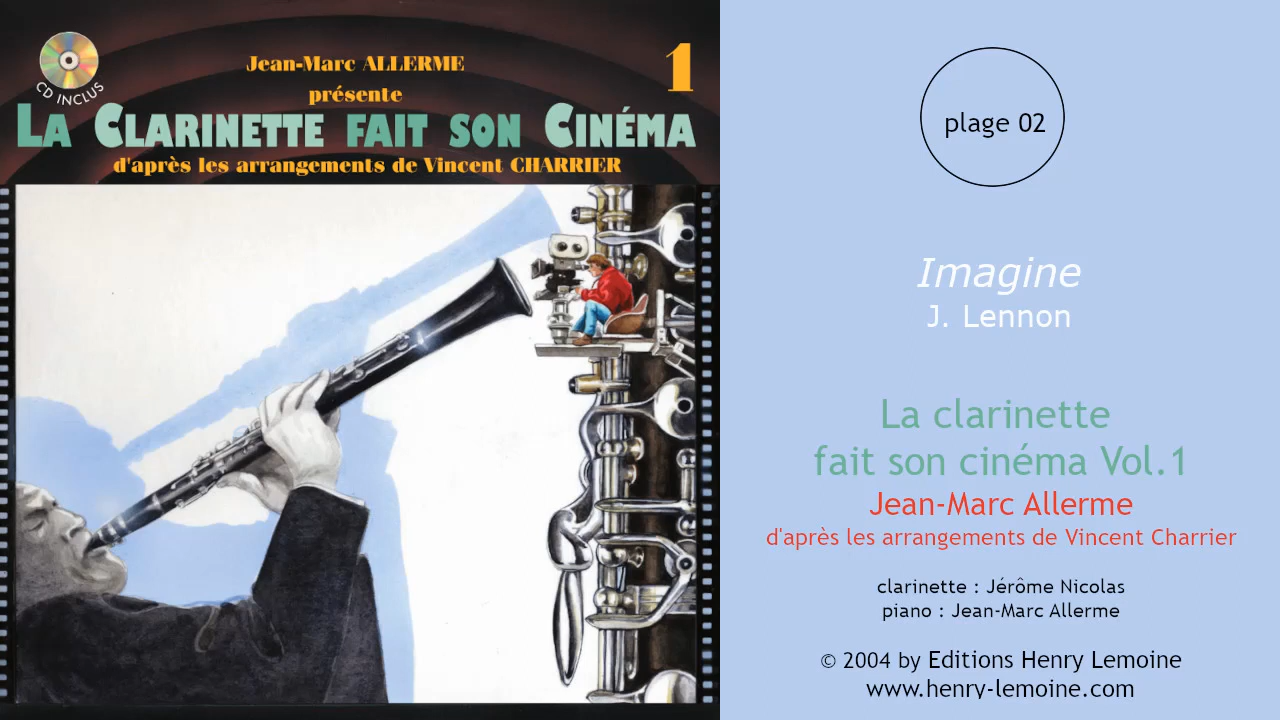 CD INCLUS
Jean-Marc ALLERME
1
présente
LA CLARINETTE FAIT SON CINÉMA
d'après les arrangements de Vincent CHARRIER
plage 02
Imagine
J. Lennon
La clarinette
fait son cinéma Vol.1
Jean-Marc Allerme
d'après les arrangements de Vincent Charrier
clarinette : Jérôme Nicolas
piano : Jean-Marc Allerme
© 2004 by Editions Henry Lemoine
www.henry-lemoine.com